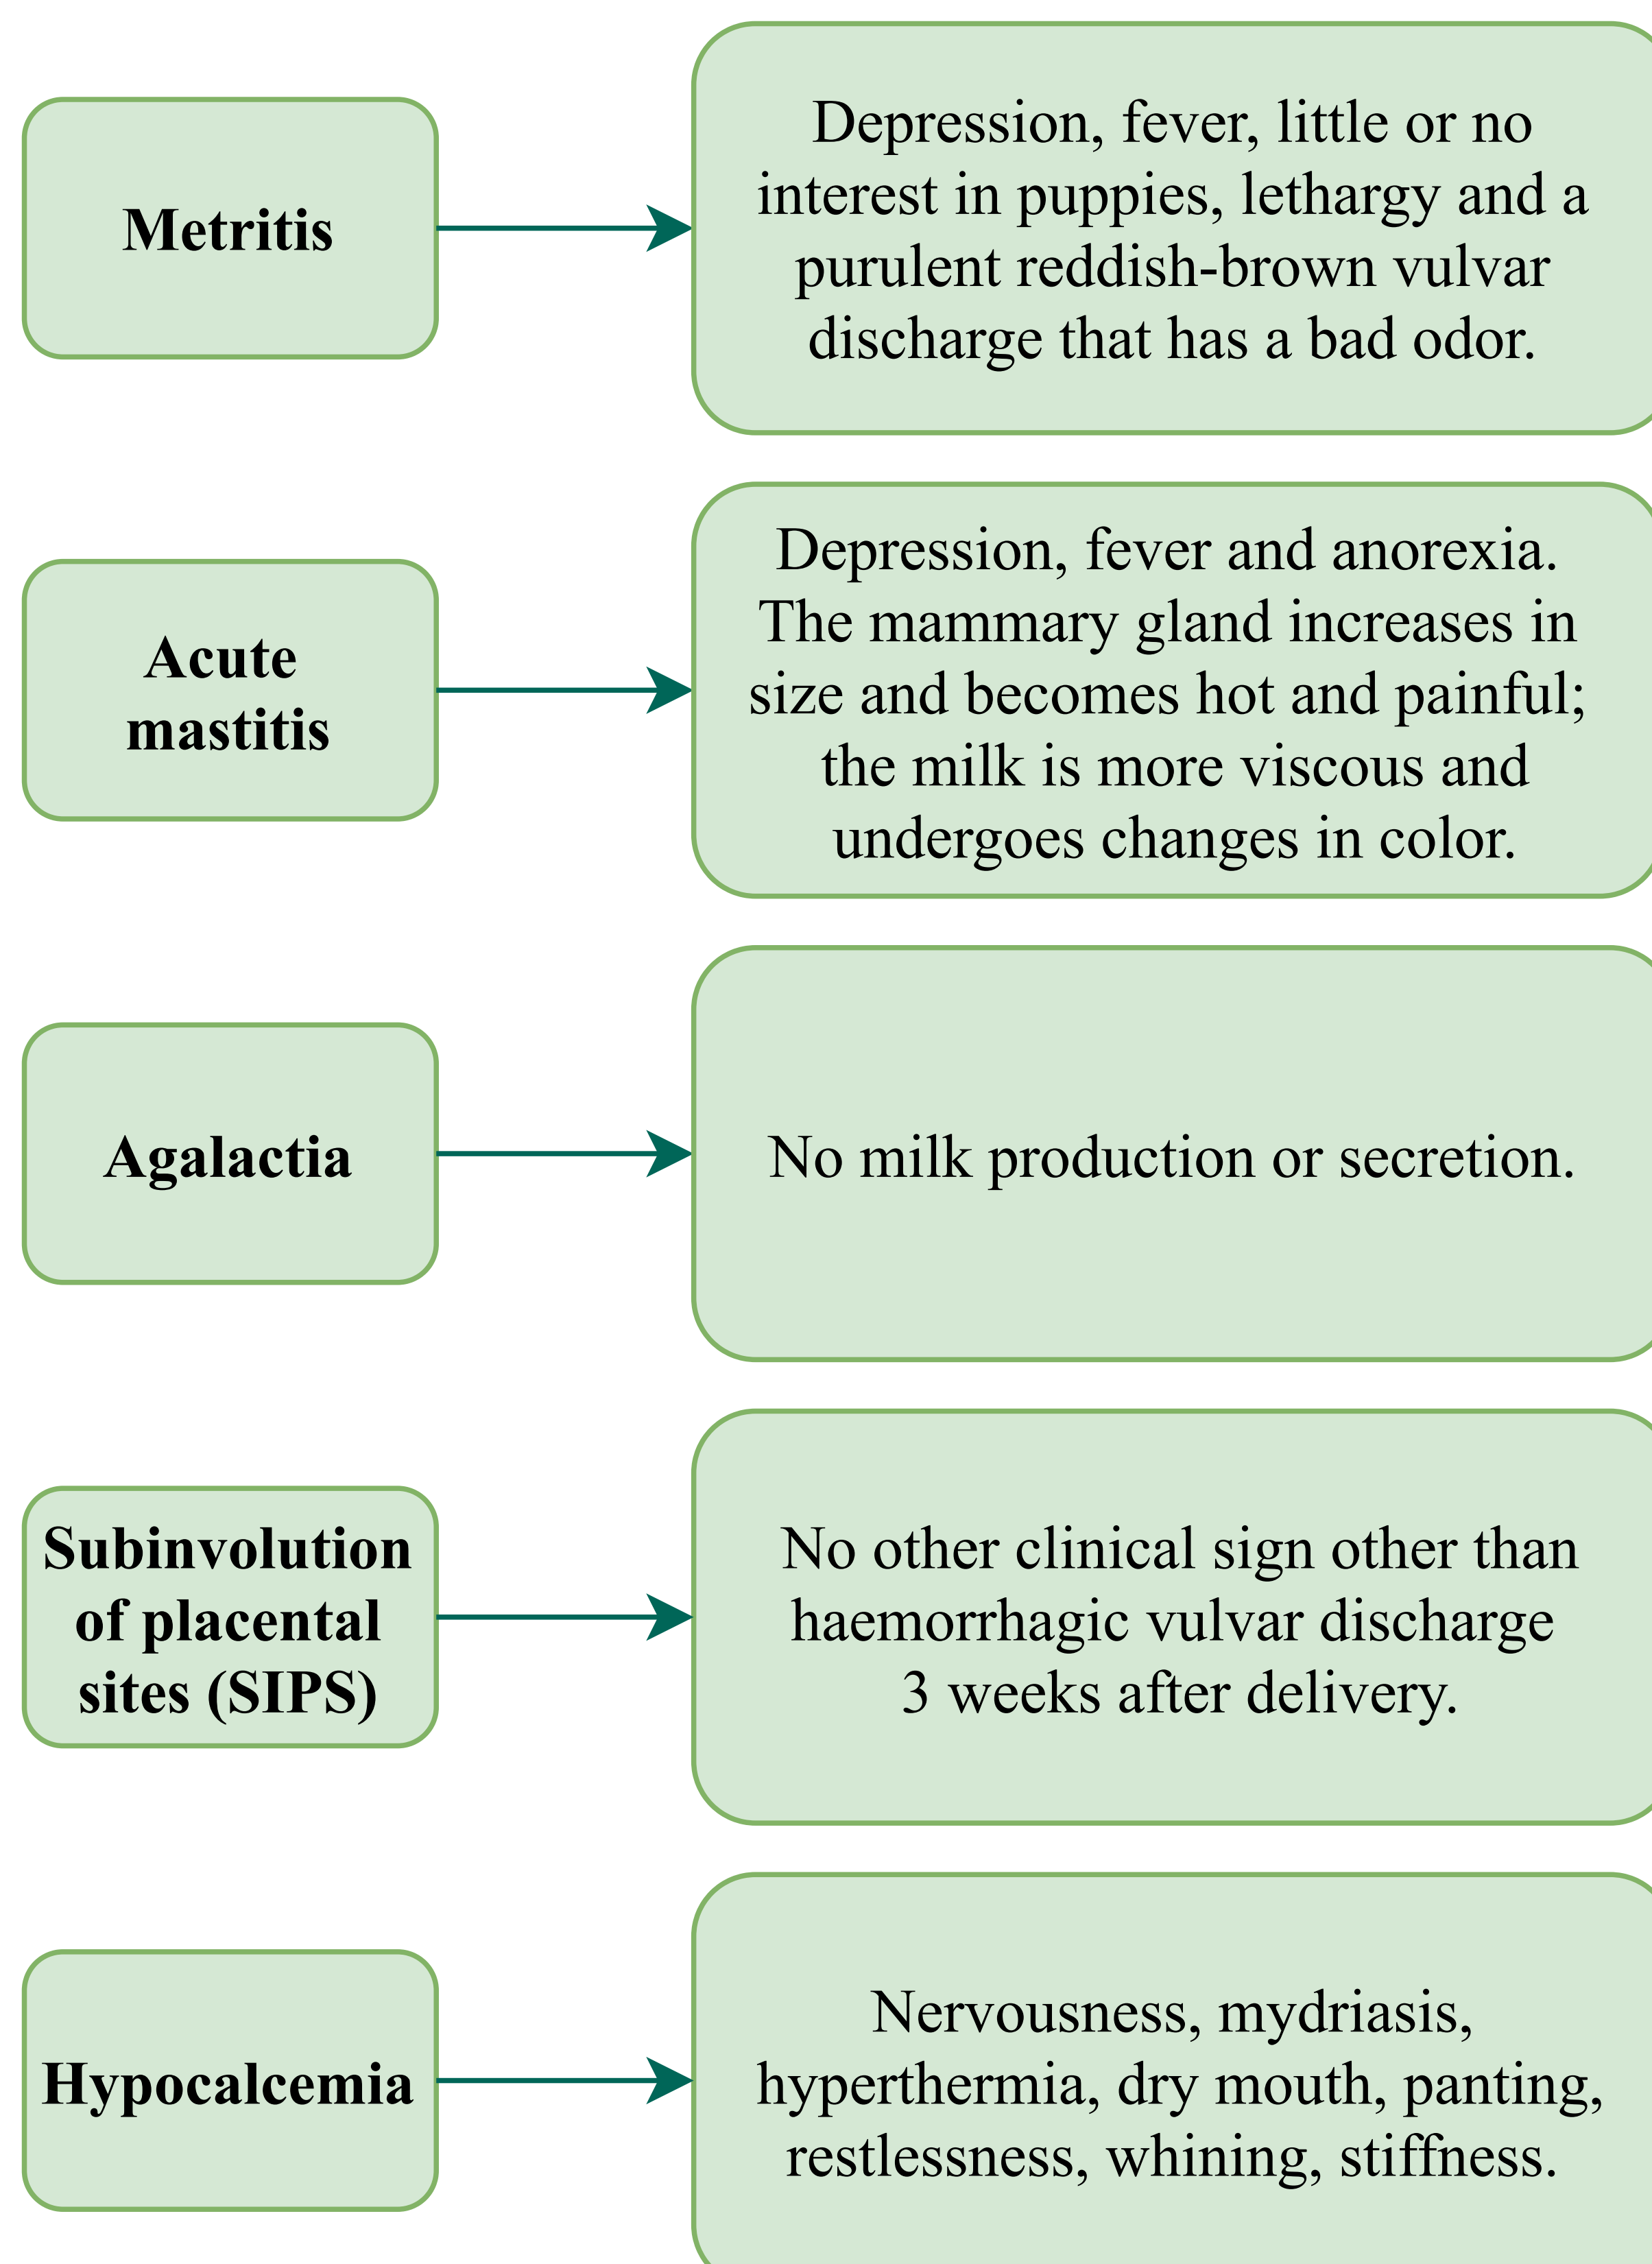 Metritis
Depression, fever, little or no
interest in puppies, lethargy and a
purulent reddish-brown vulvar
discharge that has a bad odor.
Acute
mastitis
Depression, fever and anorexia.
The mammary gland increases in
size and becomes hot and painful;
the milk is more viscous and
undergoes changes in color.
Agalactia
No milk production or secretion.
Subinvolution
of placental
sites (SIPS)
No other clinical sign other than
haemorrhagic vulvar discharge
3 weeks after delivery.
Hypocalcemia
Nervousness, mydriasis,
hyperthermia, dry mouth, panting,
restlessness, whining, stiffness.